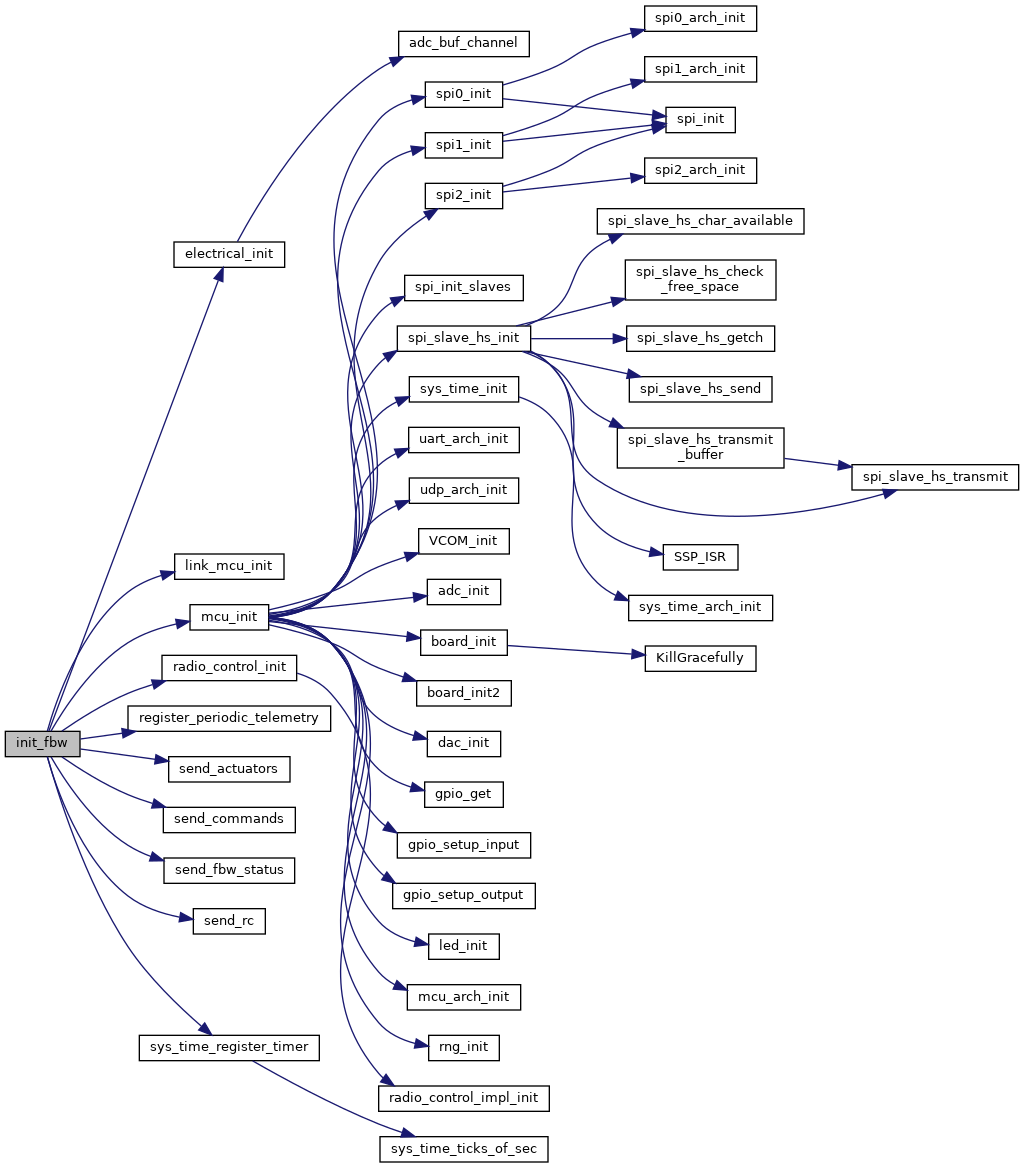 spi0_arch_init
adc_buf_channel
spi1_arch_init
spi0_init
spi_init
spi1_init
spi2_arch_init
spi2_init
spi_slave_hs_char_available
electrical_init
spi_slave_hs_check
_free_space
spi_init_slaves
spi_slave_hs_init
spi_slave_hs_getch
sys_time_init
spi_slave_hs_send
uart_arch_init
spi_slave_hs_transmit
_buffer
spi_slave_hs_transmit
udp_arch_init
VCOM_init
SSP_ISR
link_mcu_init
adc_init
sys_time_arch_init
mcu_init
board_init
KillGracefully
radio_control_init
board_init2
register_periodic_telemetry
init_fbw
dac_init
send_actuators
gpio_get
send_commands
gpio_setup_input
send_fbw_status
gpio_setup_output
send_rc
led_init
mcu_arch_init
sys_time_register_timer
rng_init
radio_control_impl_init
sys_time_ticks_of_sec